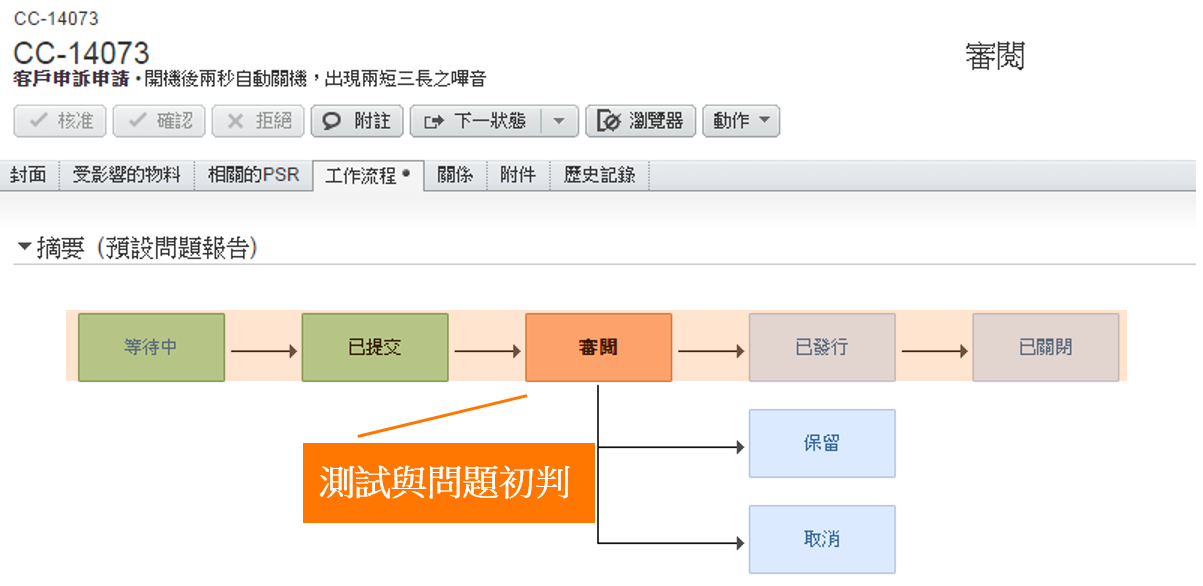 CC-14073
CC-14073
審閱
客戶申訴申請・開機後兩秒自動關機，出現兩短三長之嗶音
核准 確認 拒絕 附註 下一狀態 瀏覽器 動作
封面 受影響的物料 相關的PSR 工作流程 • 關係 附件 歷史記錄
摘要（預設問題報告）
等待中 已提交 審閱 已發行 已關閉
保留
測試與問題初判
取消